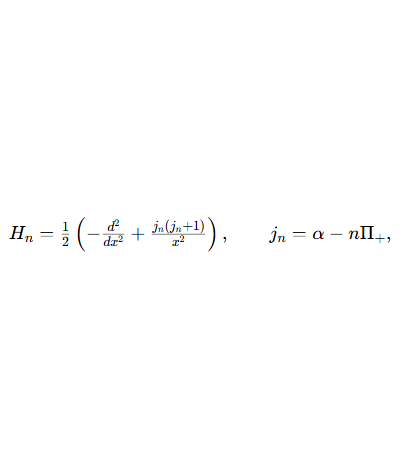 $H_n = \frac{1}{2}\left(-\frac{d^2}{dx^2} + \frac{j_n(j_n+1)}{x^2}\right), \qquad j_n = \alpha - n\Pi_+,$